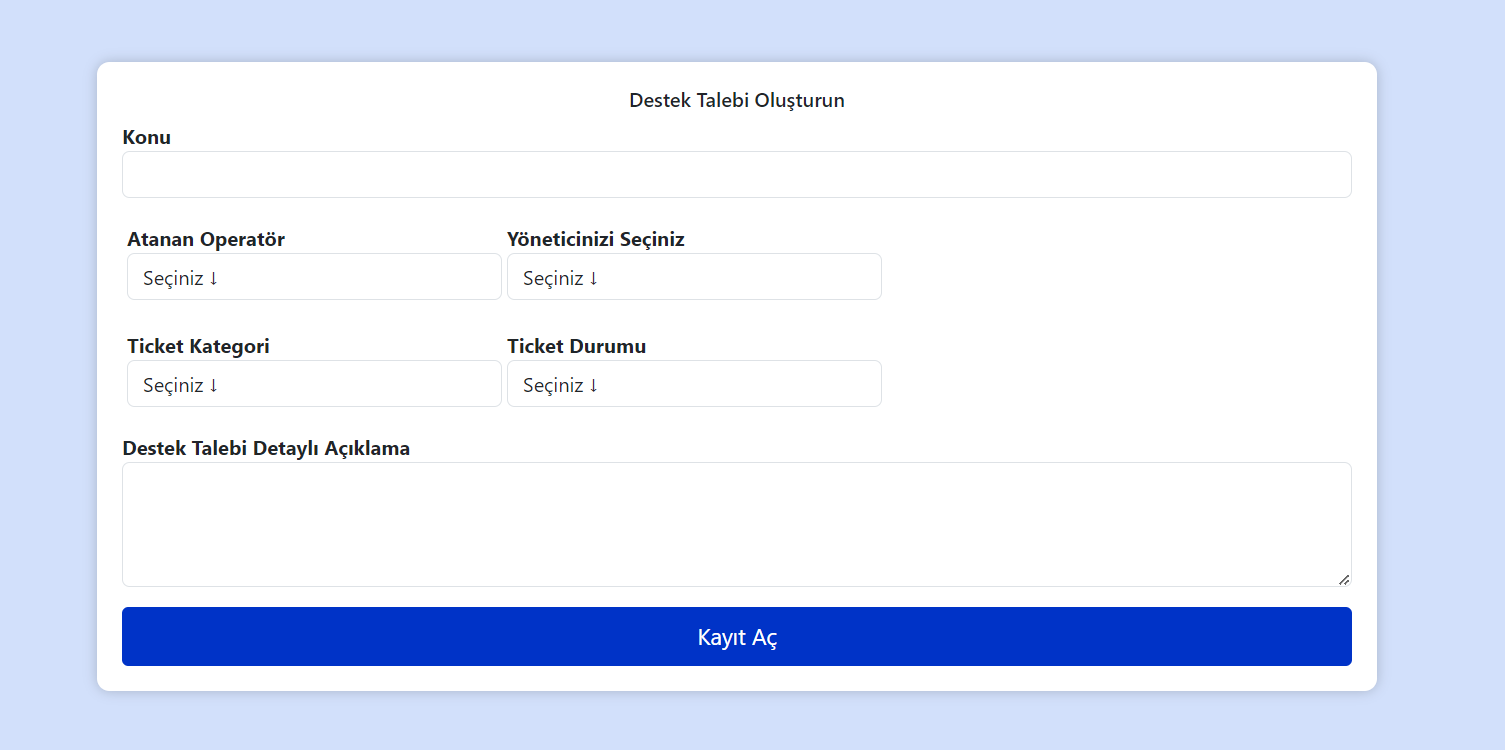 Destek Talebi Oluşturun
Konu
Atanan Operatör Yöneticinizi Seçiniz
Seçiniz ↓ Seçiniz ↓
Ticket Kategori Ticket Durumu
Seçiniz ↓ Seçiniz ↓
Destek Talebi Detaylı Açıklama
Kayıt Aç